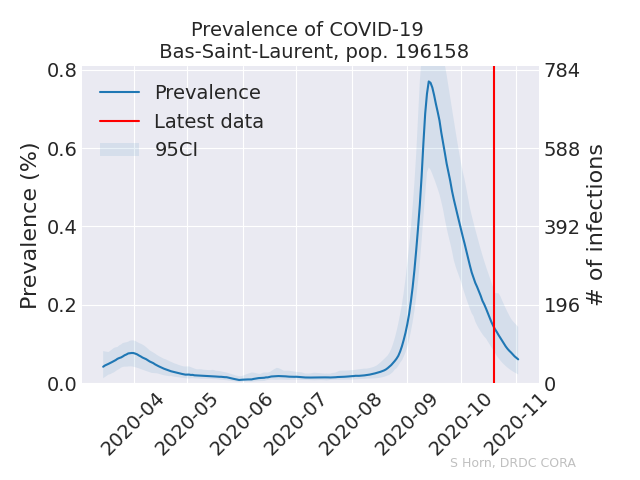 Prevalence of COVID-19
Bas-Saint-Laurent, pop. 196158
Prevalence (%)
0.8
0.6
0.4
0.2
0.0
Prevalence
Latest data
95CI
784
588
392
196
0
# of infections
2020-04
2020-05
2020-06
2020-07
2020-08
2020-09
2020-10
2020-11
S Horn, DRDC CORA